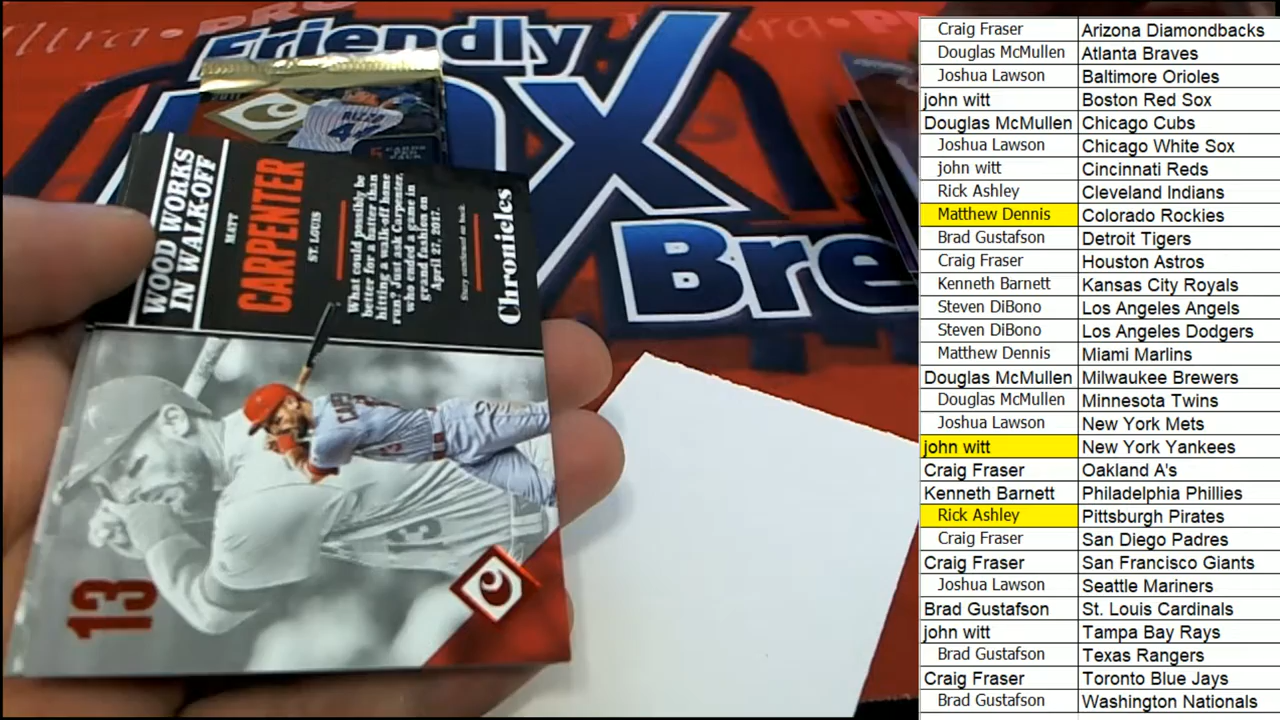 Ultra-PRO
Friendly
BOX
Bre
2017
5 CARDS
PER
PACK
WOOD WORKS
IN WALK-OFF
MATT
CARPENTER
ST LOUIS
What could possibly be
better for a hitter than
hitting a walk-off home
run? Just ask Carpenter,
who ended a game in
grand fashion on
April 27, 2017.
Story continued on back.
Chronicles
13
Craig Fraser Arizona Diamondbacks
Douglas McMullen Atlanta Braves
Joshua Lawson Baltimore Orioles
john witt Boston Red Sox
Douglas McMullen Chicago Cubs
Joshua Lawson Chicago White Sox
john witt Cincinnati Reds
Rick Ashley Cleveland Indians
Matthew Dennis Colorado Rockies
Brad Gustafson Detroit Tigers
Craig Fraser Houston Astros
Kenneth Barnett Kansas City Royals
Steven DiBono Los Angeles Angels
Steven DiBono Los Angeles Dodgers
Matthew Dennis Miami Marlins
Douglas McMullen Milwaukee Brewers
Douglas McMullen Minnesota Twins
Joshua Lawson New York Mets
john witt New York Yankees
Craig Fraser Oakland A's
Kenneth Barnett Philadelphia Phillies
Rick Ashley Pittsburgh Pirates
Craig Fraser San Diego Padres
Craig Fraser San Francisco Giants
Joshua Lawson Seattle Mariners
Brad Gustafson St. Louis Cardinals
john witt Tampa Bay Rays
Brad Gustafson Texas Rangers
Craig Fraser Toronto Blue Jays
Brad Gustafson Washington Nationals